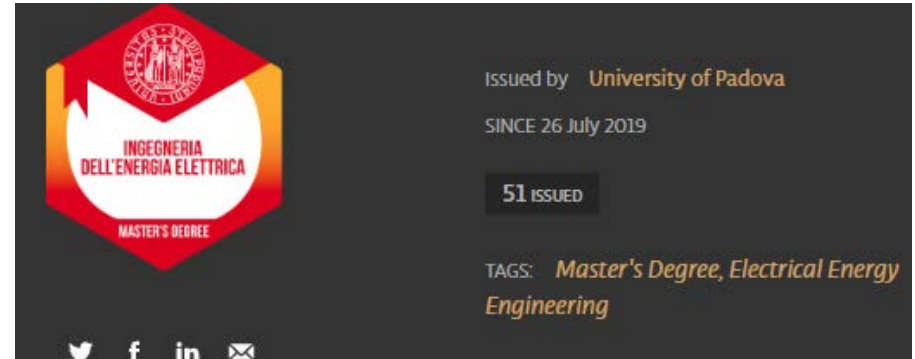 INGEGNERIA
DELL'ENERGIA ELETTRICA
MASTER'S DEGREE
Issued by University of Padova
SINCE 26 July 2019
51 ISSUED
TAGS: Master's Degree, Electrical Energy
Engineering